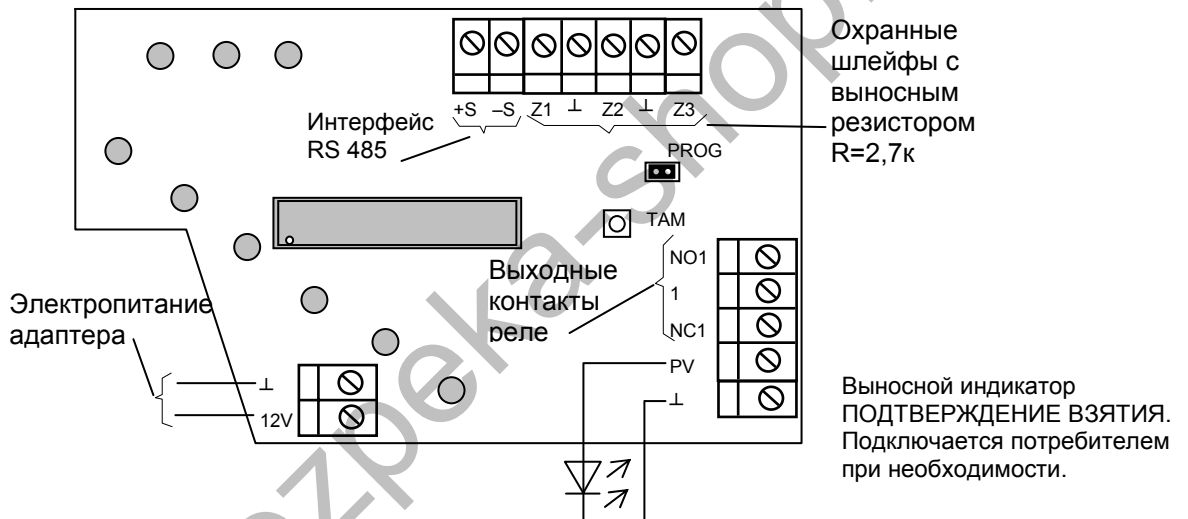 +S –S Z1 ⊥ Z2 ⊥ Z3
Интерфейс
RS 485
Охранные
шлейфы с
выносным
резистором
R=2,7к
PROG
TAM
NO1
1
NC1
PV
⊥
Выходные
контакты
реле
Электропитание
адаптера
⊥
12V
Выносной индикатор
ПОДТВЕРЖДЕНИЕ ВЗЯТИЯ.
Подключается потребителем
при необходимости.